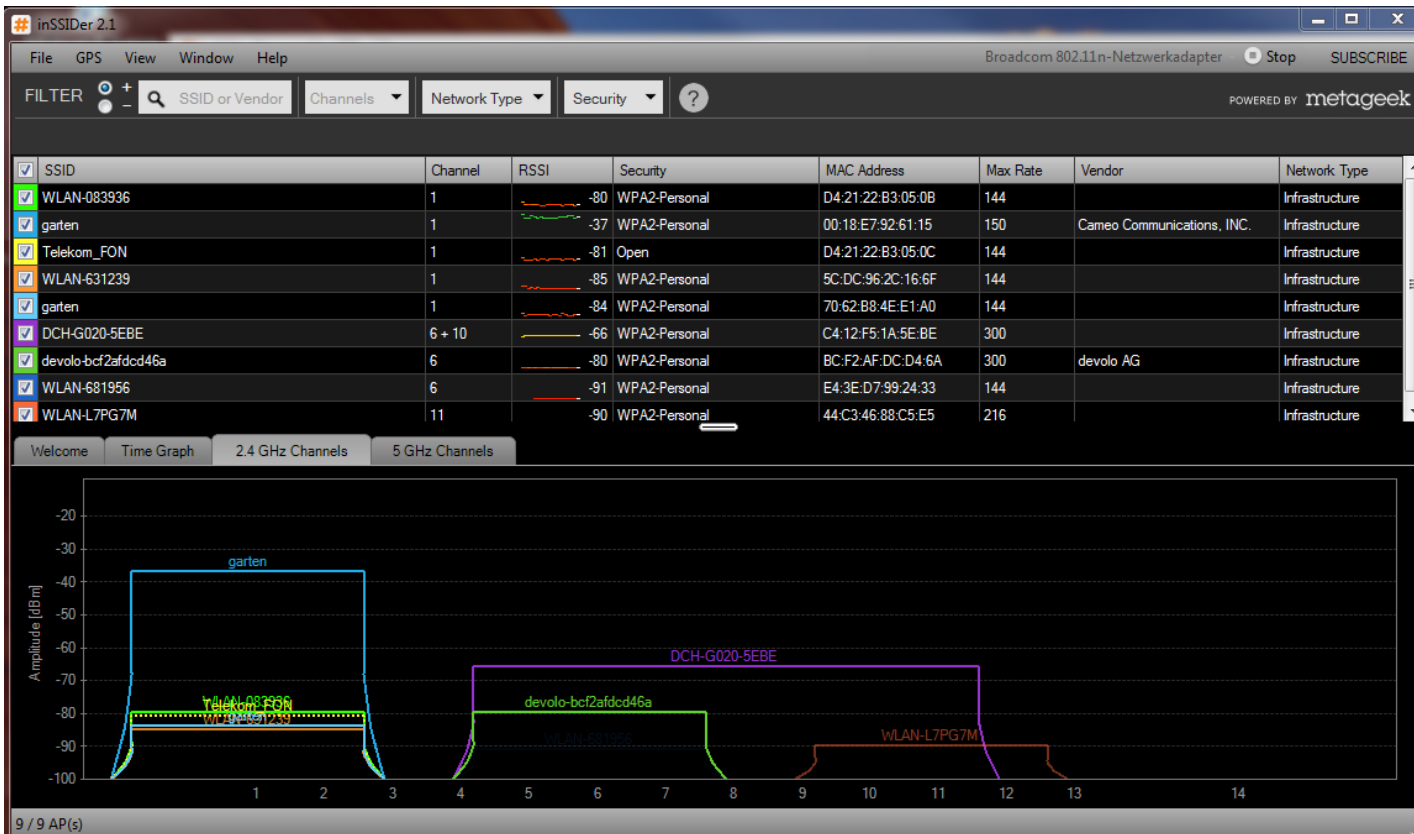 inSSIDer 2.1
File GPS View Window Help Broadcom 802.11n-Netzwerkadapter Stop SUBSCRIBE
FILTER + - SSID or Vendor Channels Network Type Security ? POWERED BY metageek
SSID Channel RSSI Security MAC Address Max Rate Vendor Network Type
WLAN-083936 1 -80 WPA2-Personal D4:21:22:B3:05:0B 144 Infrastructure
garten 1 -37 WPA2-Personal 00:18:E7:92:61:15 150 Cameo Communications, INC. Infrastructure
Telekom_FON 1 -81 Open D4:21:22:B3:05:0C 144 Infrastructure
WLAN-631239 1 -85 WPA2-Personal 5C:DC:96:2C:16:6F 144 Infrastructure
garten 1 -84 WPA2-Personal 70:62:B8:4E:E1:A0 144 Infrastructure
DCH-G020-5EBE 6 + 10 -66 WPA2-Personal C4:12:F5:1A:5E:BE 300 Infrastructure
devolo-bcf2afdcd46a 6 -80 WPA2-Personal BC:F2:AF:DC:D4:6A 300 devolo AG Infrastructure
WLAN-681956 6 -91 WPA2-Personal E4:3E:D7:99:24:33 144 Infrastructure
WLAN-L7PG7M 11 -90 WPA2-Personal 44:C3:46:88:C5:E5 216 Infrastructure
Welcome Time Graph 2.4 GHz Channels 5 GHz Channels
Amplitude [dBm]
-20
-30
garten
-40
-50
-60
DCH-G020-5EBE
-70
WLAN-083936 devolo-bcf2afdcd46a
Telekom_FON
-80
WLAN-631239
garten
WLAN-681956 WLAN-L7PG7M
-90
-100
1 2 3 4 5 6 7 8 9 10 11 12 13 14
9 / 9 AP(s)